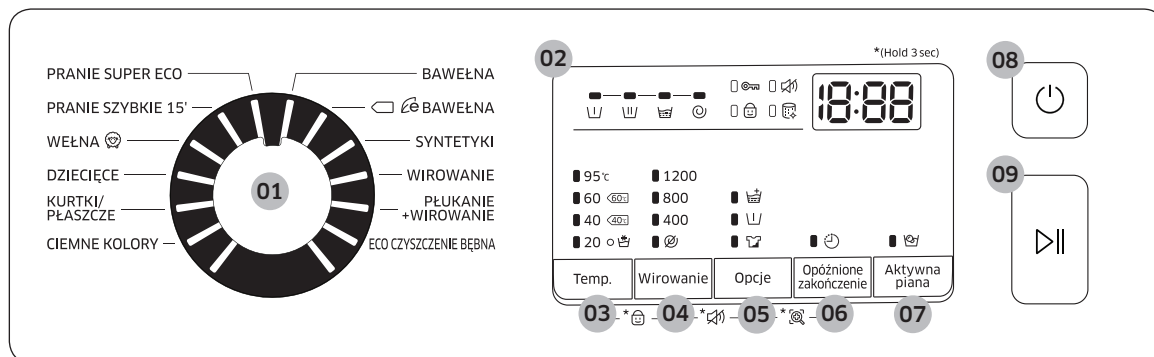 PRANIE SUPER ECO
PRANIE SZYBKIE 15'
WEŁNA
DZIECIĘCE
KURTKI/
PŁASZCZE
CIEMNE KOLORY
01
BAWEŁNA
BAWEŁNA
SYNTETYKI
WIROWANIE
PŁUKANIE
+WIROWANIE
ECO CZYSZCZENIE BĘBNA
02
*(Hold 3 sec)
18:88
95℃ 1200
60 60℃ 800
40 40℃ 400
20
Temp. Wirowanie Opcje Opóźnione zakończenie Aktywna piana
03 * 04 * 05 * 06 07
08
09